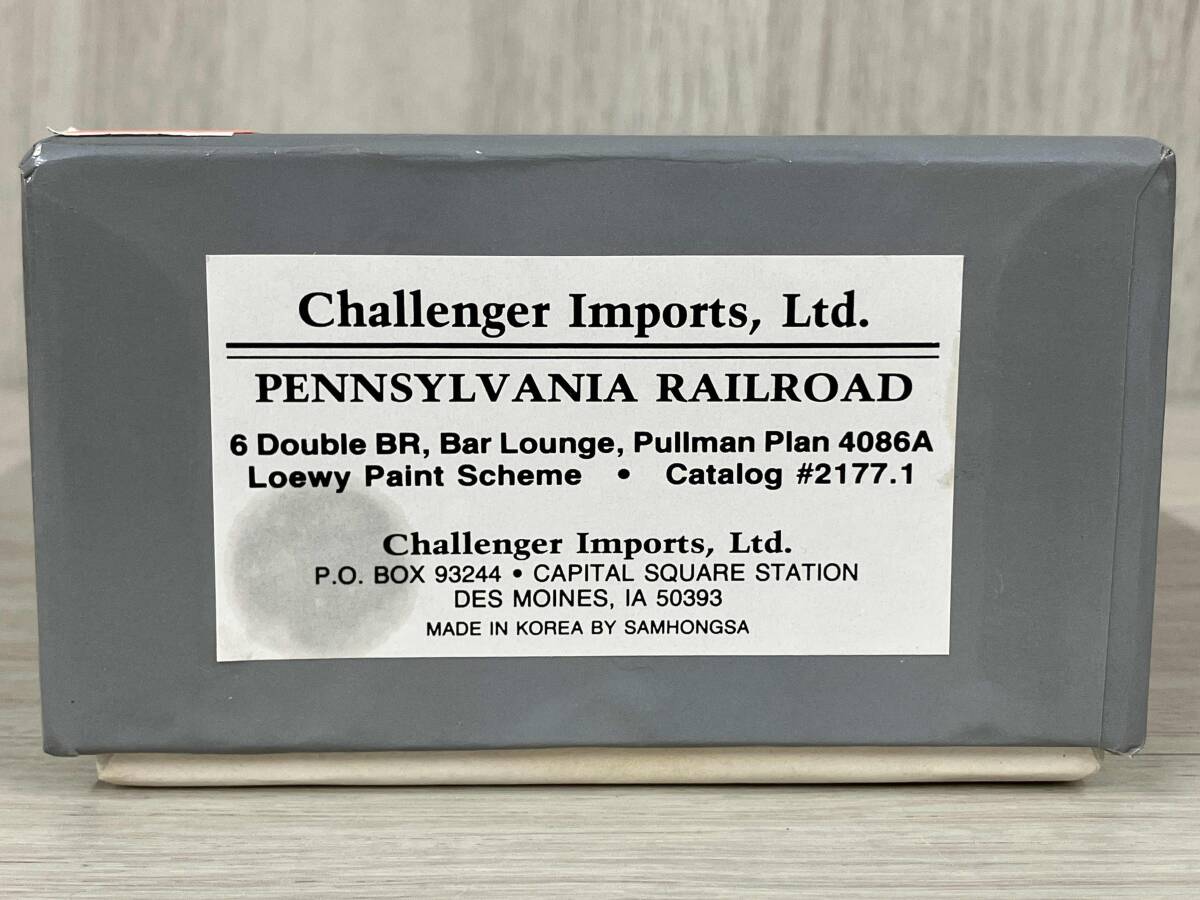 Challenger Imports, Ltd.
PENNSYLVANIA RAILROAD
6 Double BR, Bar Lounge, Pullman Plan 4086A
Loewy Paint Scheme • Catalog #2177.1
Challenger Imports, Ltd.
P.O. BOX 93244 • CAPITAL SQUARE STATION
DES MOINES, IA 50393
MADE IN KOREA BY SAMHONGSA